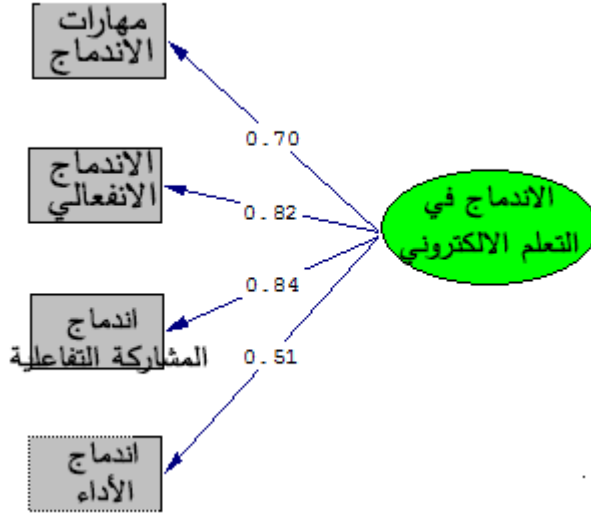 مهارات
الاندماج
0.70
الاندماج
الانفعالي
0.82
الاندماج في
التعلم الالكتروني
0.84
اندماج
المشاركة التفاعلية
0.51
اندماج
الأداء